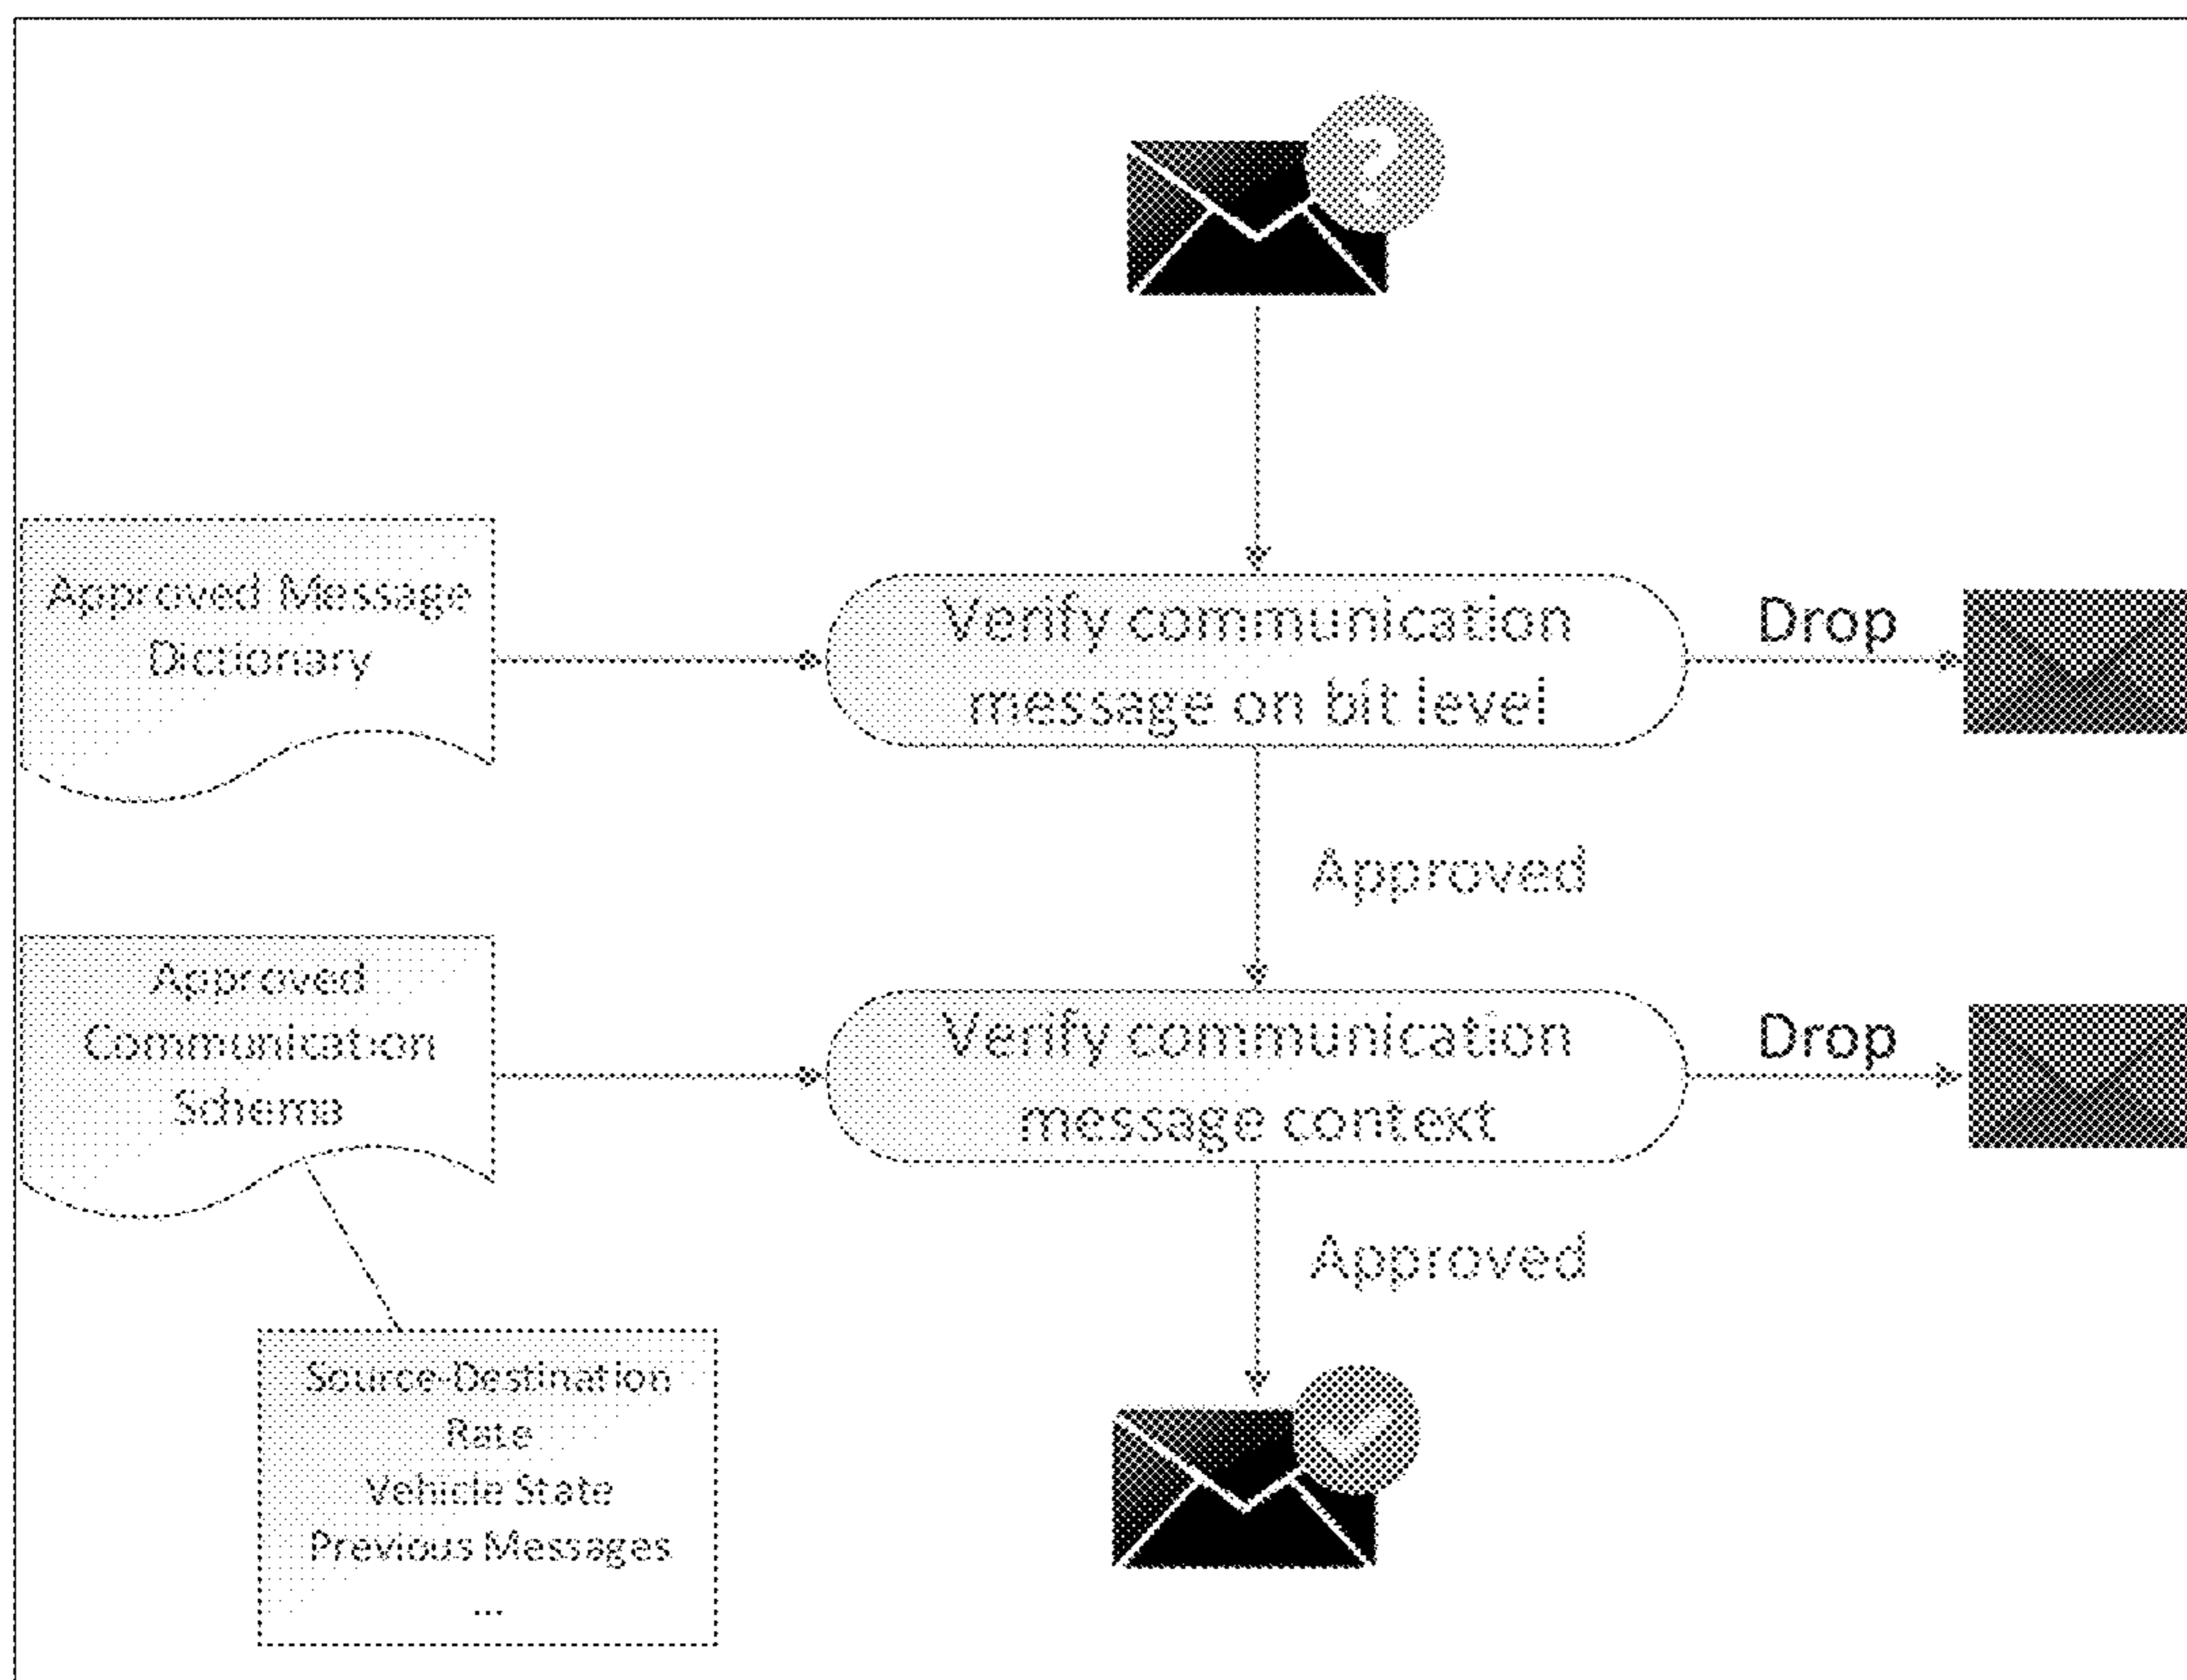 ?
Approved Message
Dictionary
Verify communication
message on bit level
Drop
Approved
Approved
Communication
Schema
Verify communication
message context
Drop
Approved
Source-Destination
Rate
Vehicle State
Previous Messages
...